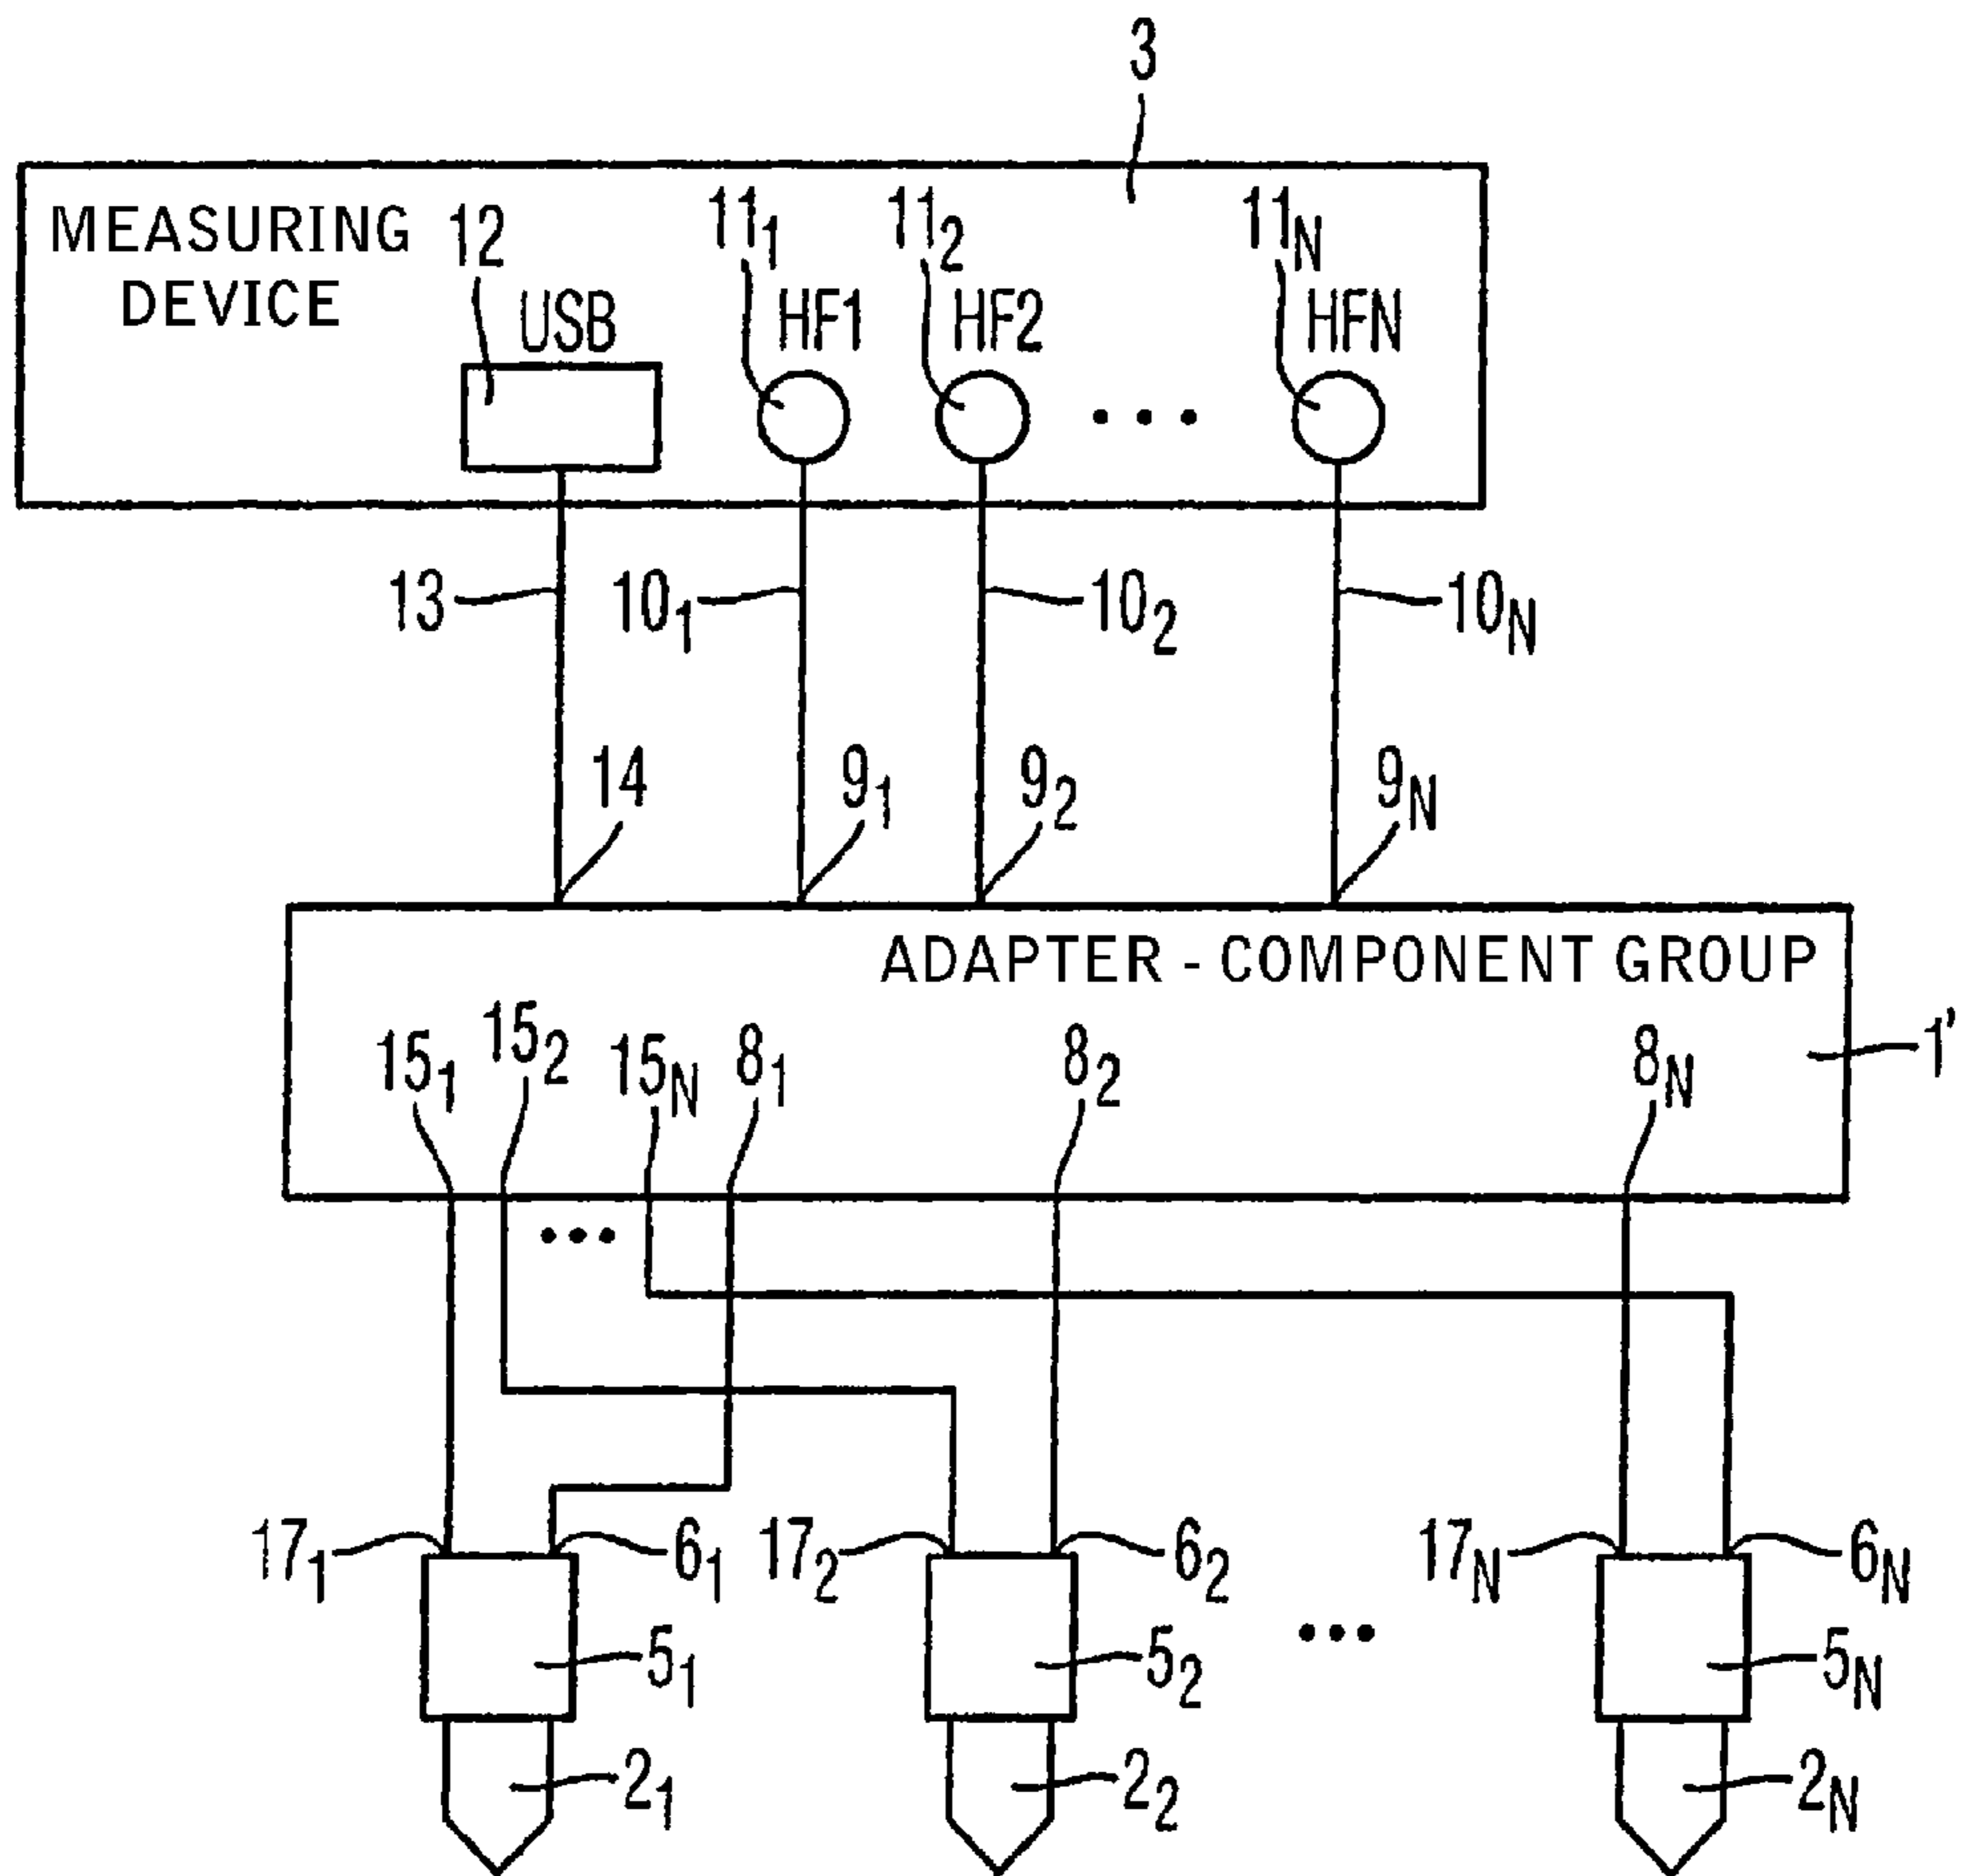 3
MEASURING
DEVICE
12
11₁
11₂
11N
USB
HF1
HF2
HFN
13
10₁
10₂
10N
14
9₁
9₂
9N
ADAPTER - COMPONENT GROUP
15₁
15₂
15N
8₁
8₂
8N
1'
17₁
6₁
17₂
6₂
17N
6N
5₁
5₂
5N
2₁
2₂
2N